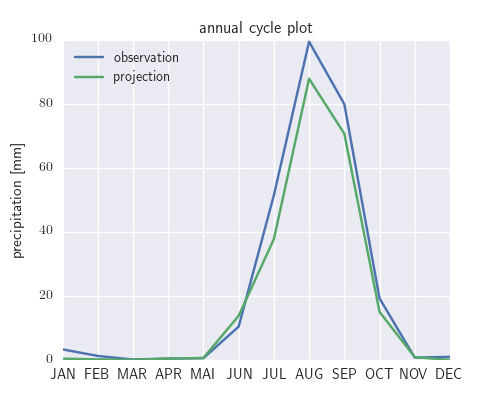 annual cycle plot
100
observation
projection
80
60
40
20
0
precipitation [mm]
JAN FEB MAR APR MAI JUN JUL AUG SEP OCT NOV DEC